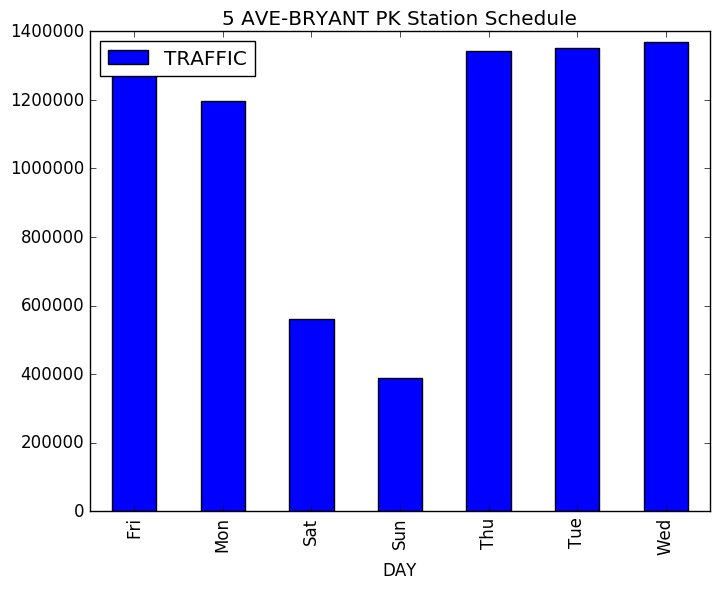 5 AVE-BRYANT PK Station Schedule
TRAFFIC
1400000
1200000
1000000
800000
600000
400000
200000
0
Fri
Mon
Sat
Sun
Thu
Tue
Wed
DAY